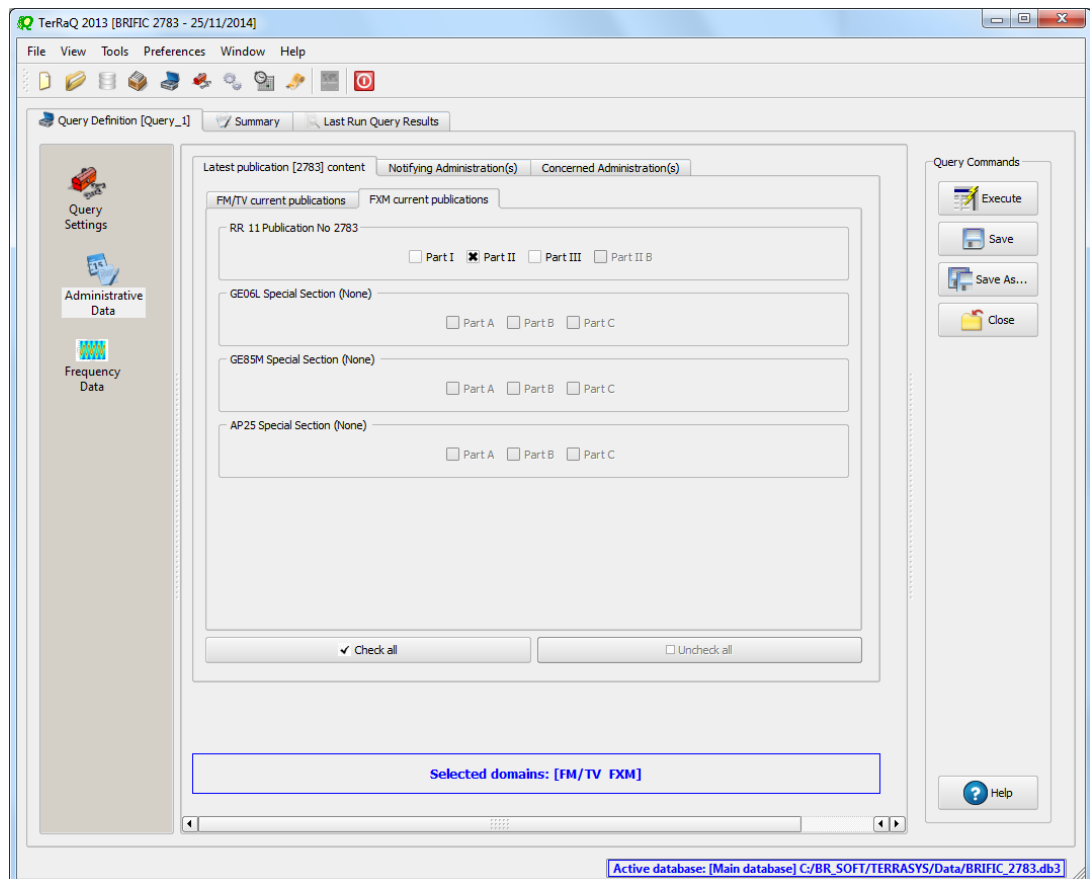 TerRaQ 2013 [BRIFIC 2783 - 25/11/2014]
File View Tools Preferences Window Help
Query Definition [Query_1] Summary Last Run Query Results
Query Settings
Administrative Data
Frequency Data
Latest publication [2783] content Notifying Administration(s) Concerned Administration(s)
FM/TV current publications FXM current publications
RR 11 Publication No 2783
Part I Part II Part III Part II B
GE06L Special Section (None)
Part A Part B Part C
GE85M Special Section (None)
Part A Part B Part C
AP25 Special Section (None)
Part A Part B Part C
Check all Uncheck all
Selected domains: [FM/TV FXM]
Query Commands
Execute
Save
Save As...
Close
Help
Active database: [Main database] C:/BR_SOFT/TERRASYS/Data/BRIFIC_2783.db3